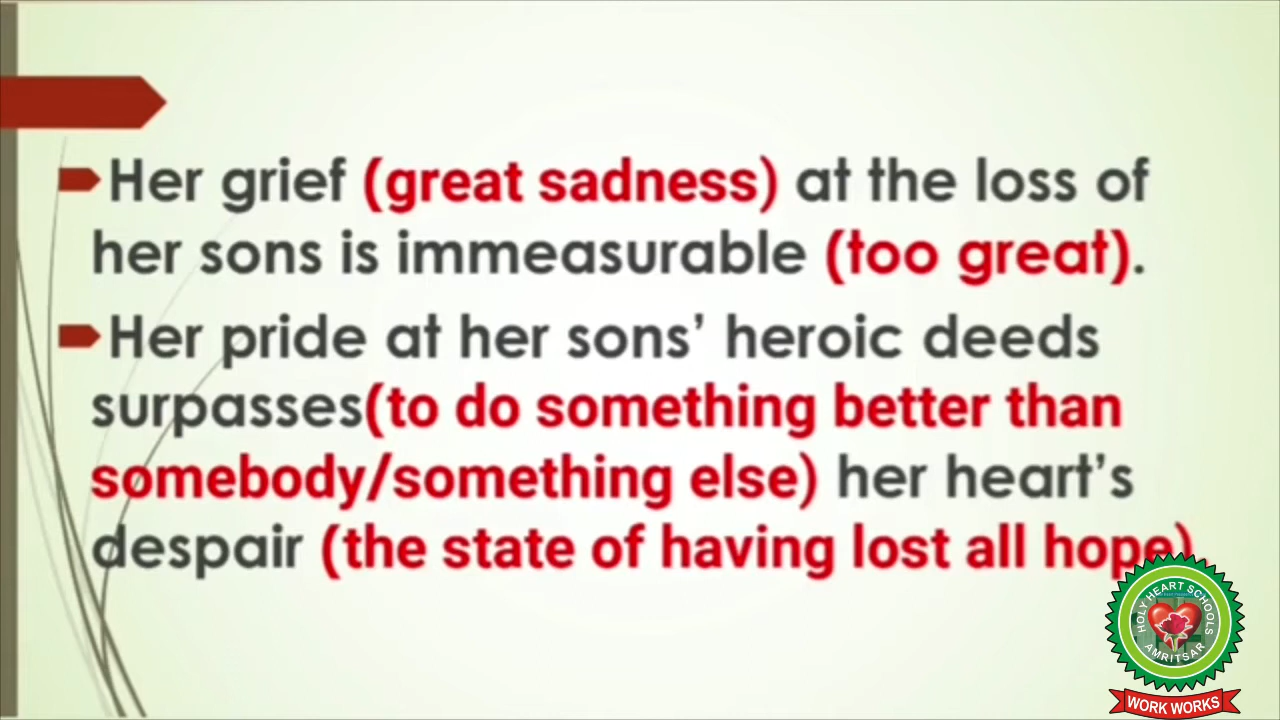 Her grief (great sadness) at the loss of
her sons is immeasurable (too great).
Her pride at her sons’ heroic deeds
surpasses(to do something better than
somebody/something else) her heart’s
despair (the state of having lost all hope)
HOLY HEART SCHOOLS
AMRITSAR
WORK WORKS